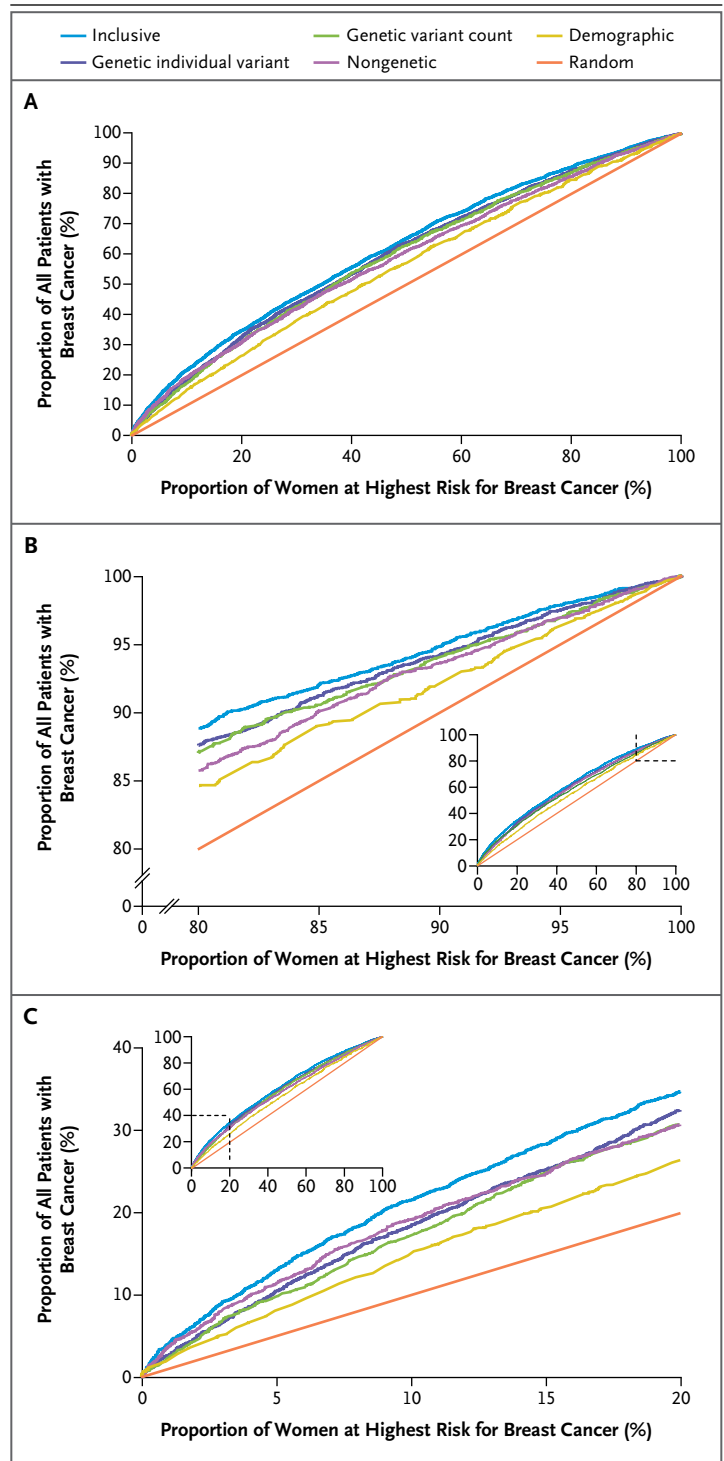 Inclusive Genetic variant count Demographic
Genetic individual variant Nongenetic Random
A
100
90
80
70
60
50
40
30
20
10
0
0 20 40 60 80 100
Proportion of All Patients with
Breast Cancer (%)
Proportion of Women at Highest Risk for Breast Cancer (%)
B
100
95
90
85
80
0
0 80 85 90 95 100
Proportion of All Patients with
Breast Cancer (%)
100
80
60
40
20
0
0 20 40 60 80 100
Proportion of Women at Highest Risk for Breast Cancer (%)
C
40
30
20
10
0
0 5 10 15 20
Proportion of All Patients with
Breast Cancer (%)
100
80
60
40
20
0
0 20 40 60 80 100
Proportion of Women at Highest Risk for Breast Cancer (%)